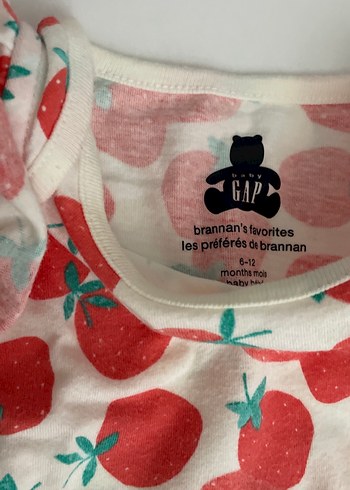 baby
GAP
brannan's favorites
les préférés de brannan
6-12
months mois